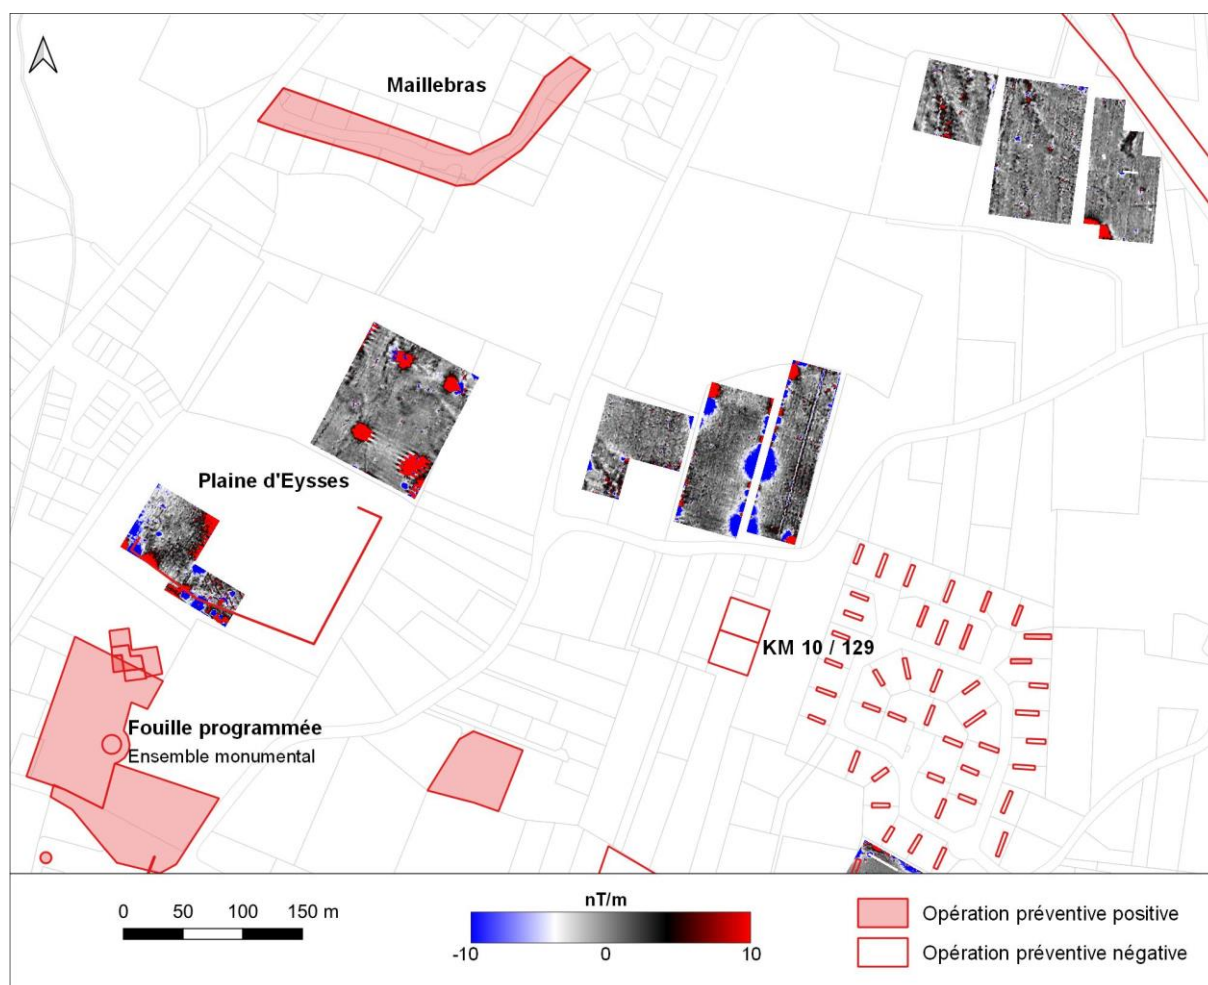 Maillebras
Plaine d'Eysses
KM 10 / 129
Fouille programmée
Ensemble monumental
0 50 100 150 m
nT/m
-10 0 10
Opération préventive positive
Opération préventive négative